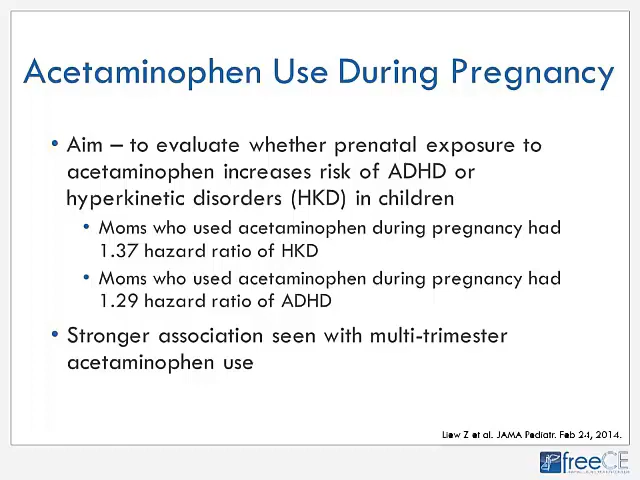 Acetaminophen Use During Pregnancy
• Aim – to evaluate whether prenatal exposure to
acetaminophen increases risk of ADHD or
hyperkinetic disorders (HKD) in children
• Moms who used acetaminophen during pregnancy had
1.37 hazard ratio of HKD
• Moms who used acetaminophen during pregnancy had
1.29 hazard ratio of ADHD
• Stronger association seen with multi-trimester
acetaminophen use
Liew Z et al. JAMA Pediatr. Feb 24, 2014.
freeCE